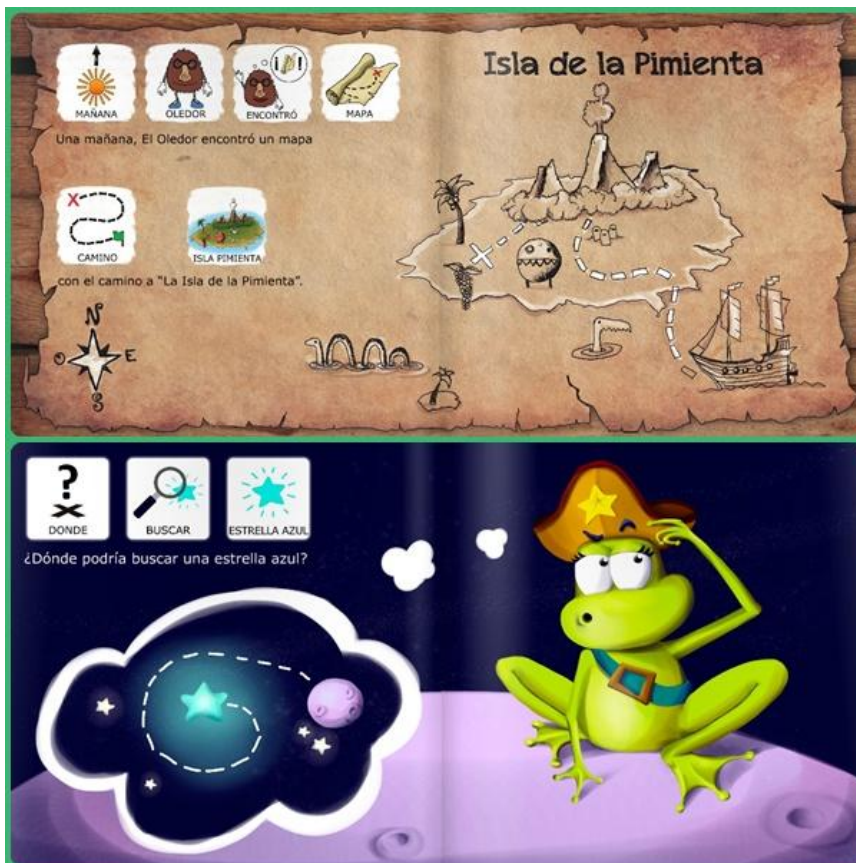 MAÑANA
OLEDOR
ENCONTRÓ
MAPA
Una mañana, El Oledor encontró un mapa
CAMINO
ISLA PIMIENTA
con el camino a “La Isla de la Pimienta”.
Isla de la Pimienta
N
O
E
S
DONDE
BUSCAR
ESTRELLA AZUL
¿Dónde podría buscar una estrella azul?